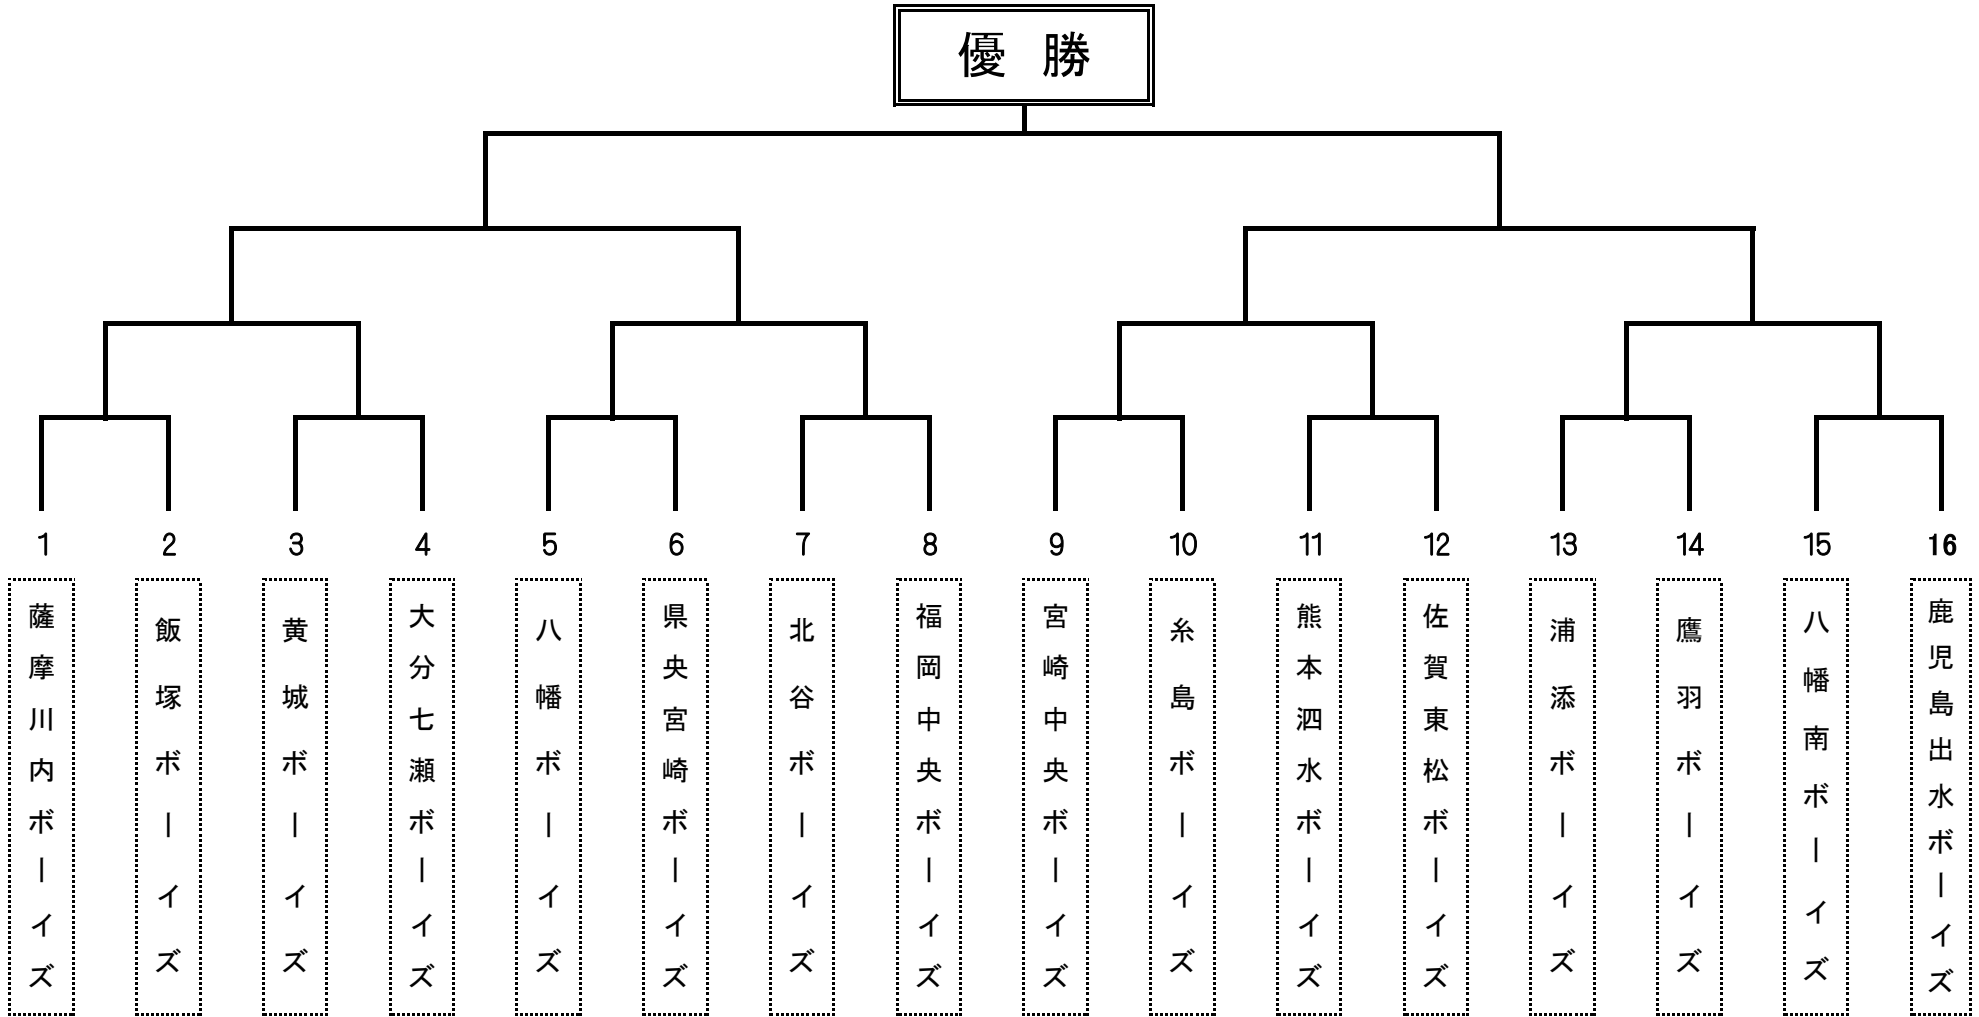 優 勝
1 2 3 4 5 6 7 8 9 10 11 12 13 14 15 16
薩摩川内ボーイズ
飯塚ボーイズ
黄城ボーイズ
大分七瀬ボーイズ
八幡ボーイズ
県央宮崎ボーイズ
北谷ボーイズ
福岡中央ボーイズ
宮崎中央ボーイズ
糸島ボーイズ
熊本泗水ボーイズ
佐賀東松ボーイズ
浦添ボーイズ
鷹羽ボーイズ
八幡南ボーイズ
鹿児島出水ボーイズ